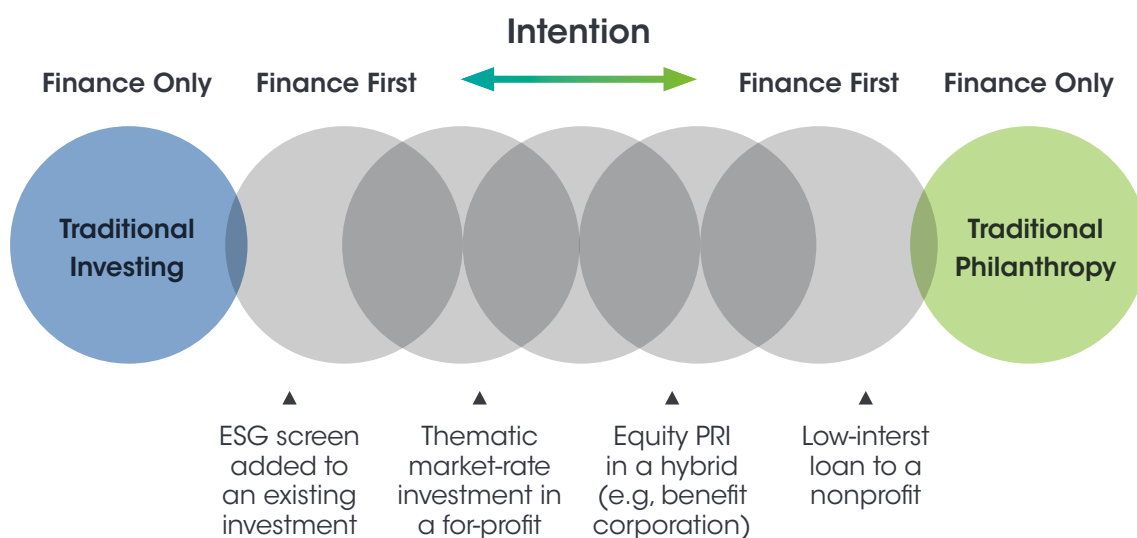 Intention
Finance Only
Finance First
Finance First
Finance Only
Traditional
Investing
Traditional
Philanthropy
ESG screen
added to
an existing
investment
Thematic
market-rate
investment in
a for-profit
Equity PRI
in a hybrid
(e.g, benefit
corporation)
Low-interst
loan to a
nonprofit